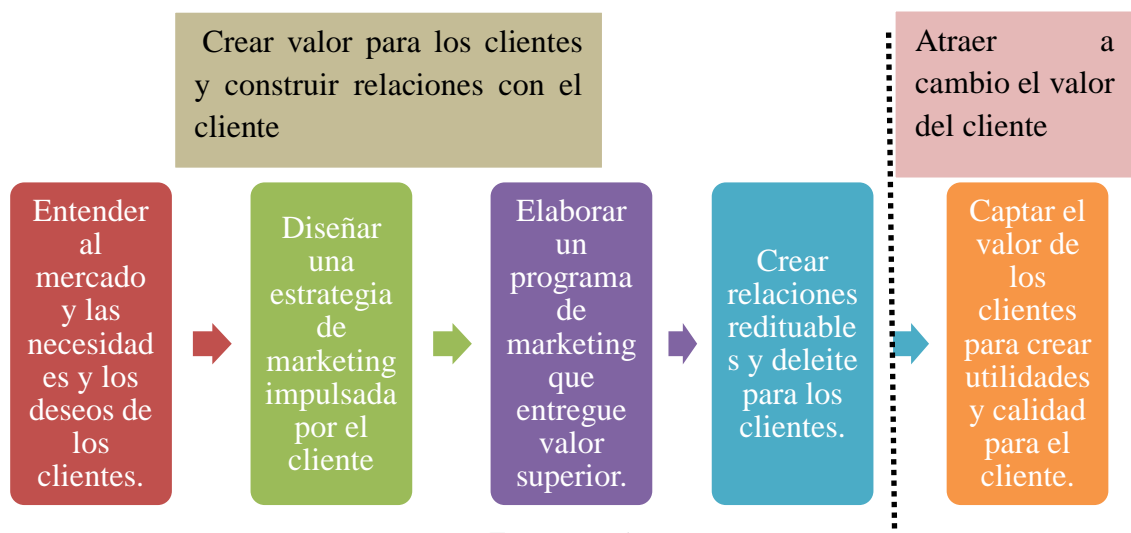 Crear valor para los clientes
y construir relaciones con el
cliente
Atraer a
cambio el valor
del cliente
Entender
al
mercado
y las
necesidad
es y los
deseos de
los
clientes.
Diseñar
una
estrategia
de
marketing
impulsada
por el
cliente
Elaborar
un
programa
de
marketing
que
entregue
valor
superior.
Crear
relaciones
redituable
s y deleite
para los
clientes.
Captar el
valor de
los
clientes
para crear
utilidades
y calidad
para el
cliente.